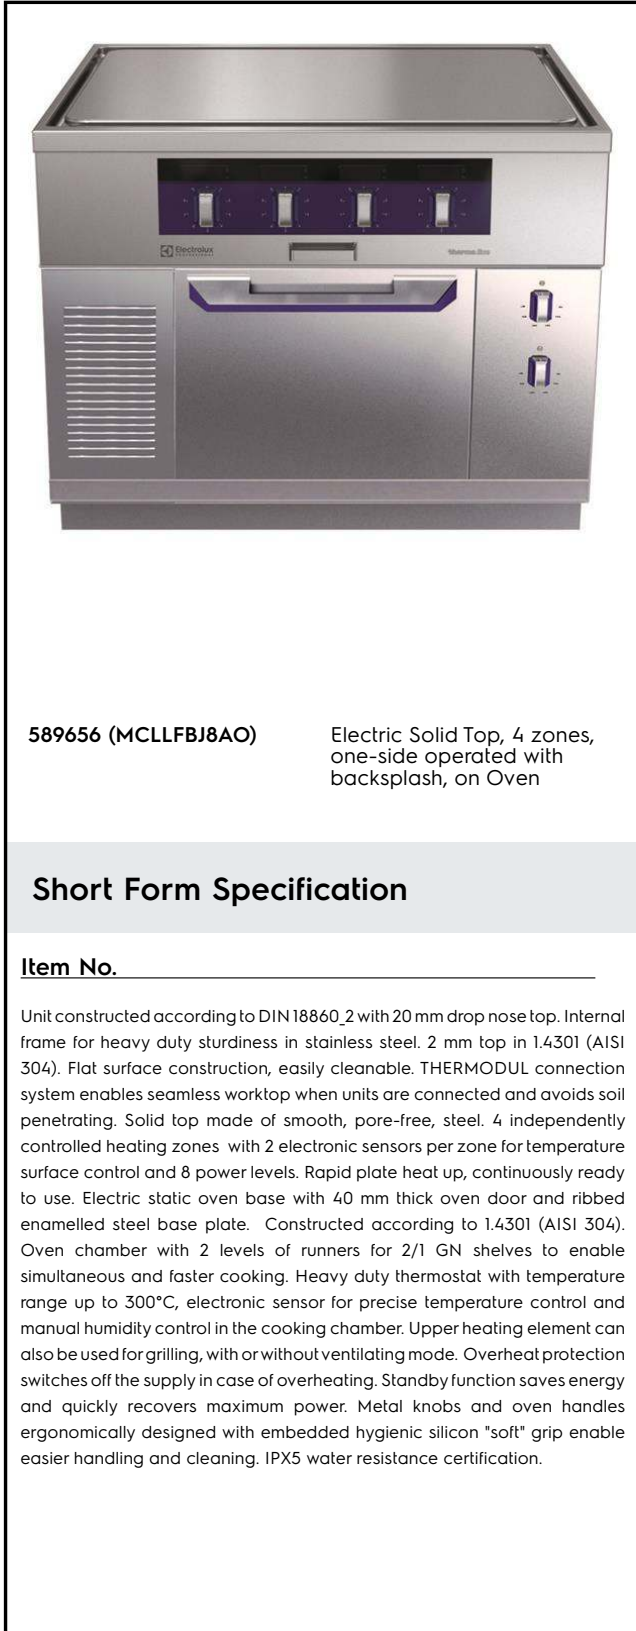 Electrolux
PROFESSIONAL
thermaline
589656 (MCLLFBJ8AO)
Electric Solid Top, 4 zones,
one-side operated with
backsplash, on Oven
Short Form Specification
Item No.
Unit constructed according to DIN 18860_2 with 20 mm drop nose top. Internal
frame for heavy duty sturdiness in stainless steel. 2 mm top in 1.4301 (AISI
304). Flat surface construction, easily cleanable. THERMODUL connection
system enables seamless worktop when units are connected and avoids soil
penetrating. Solid top made of smooth, pore-free, steel. 4 independently
controlled heating zones with 2 electronic sensors per zone for temperature
surface control and 8 power levels. Rapid plate heat up, continuously ready
to use. Electric static oven base with 40 mm thick oven door and ribbed
enamelled steel base plate. Constructed according to 1.4301 (AISI 304).
Oven chamber with 2 levels of runners for 2/1 GN shelves to enable
simultaneous and faster cooking. Heavy duty thermostat with temperature
range up to 300°C, electronic sensor for precise temperature control and
manual humidity control in the cooking chamber. Upper heating element can
also be used for grilling, with or without ventilating mode. Overheat protection
switches off the supply in case of overheating. Standby function saves energy
and quickly recovers maximum power. Metal knobs and oven handles
ergonomically designed with embedded hygienic silicon "soft" grip enable
easier handling and cleaning. IPX5 water resistance certification.